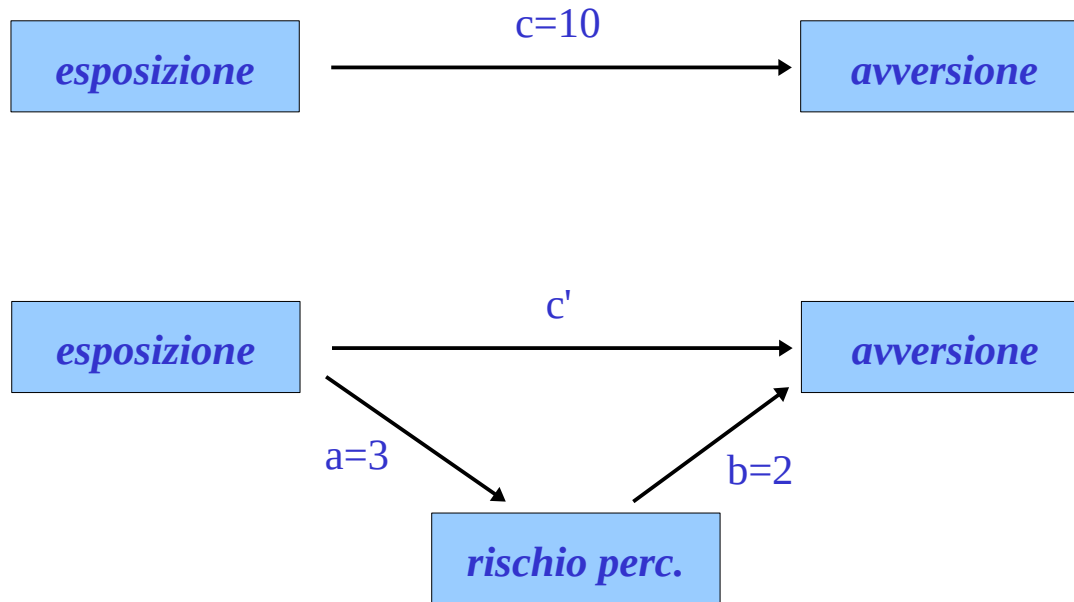 c=10
esposizione
avversione
c'
esposizione
avversione
a=3
b=2
rischio perc.